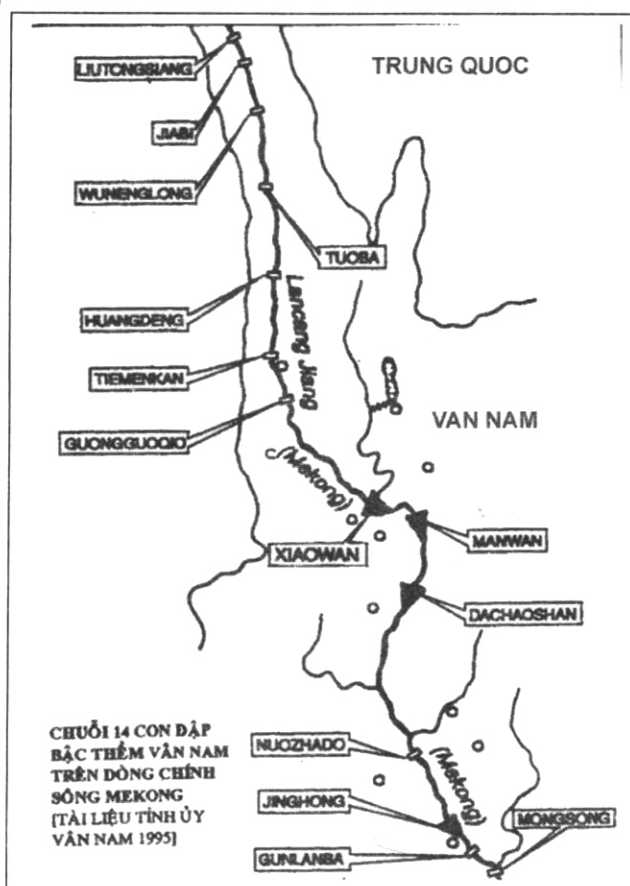 LIUTONGSIANG
TRUNG QUOC
JIABI
WUNENGLONG
TUOBA
HUANGDENG
Lancang Jiang
TIEMENKAN
VAN NAM
GUONGGUOQIO
(Mekong)
XIAOWAN
MANWAN
DACHAOSHAN
CHUỖI 14 CON ĐẬP
BẬC THỀM VÂN NAM
TRÊN DÒNG CHÍNH
SÔNG MEKONG
[TÀI LIỆU TỈNH ỦY
VÂN NAM 1995]
NUOZHADO
(Mekong)
JINGHONG
MONGSONG
GUNLANBA